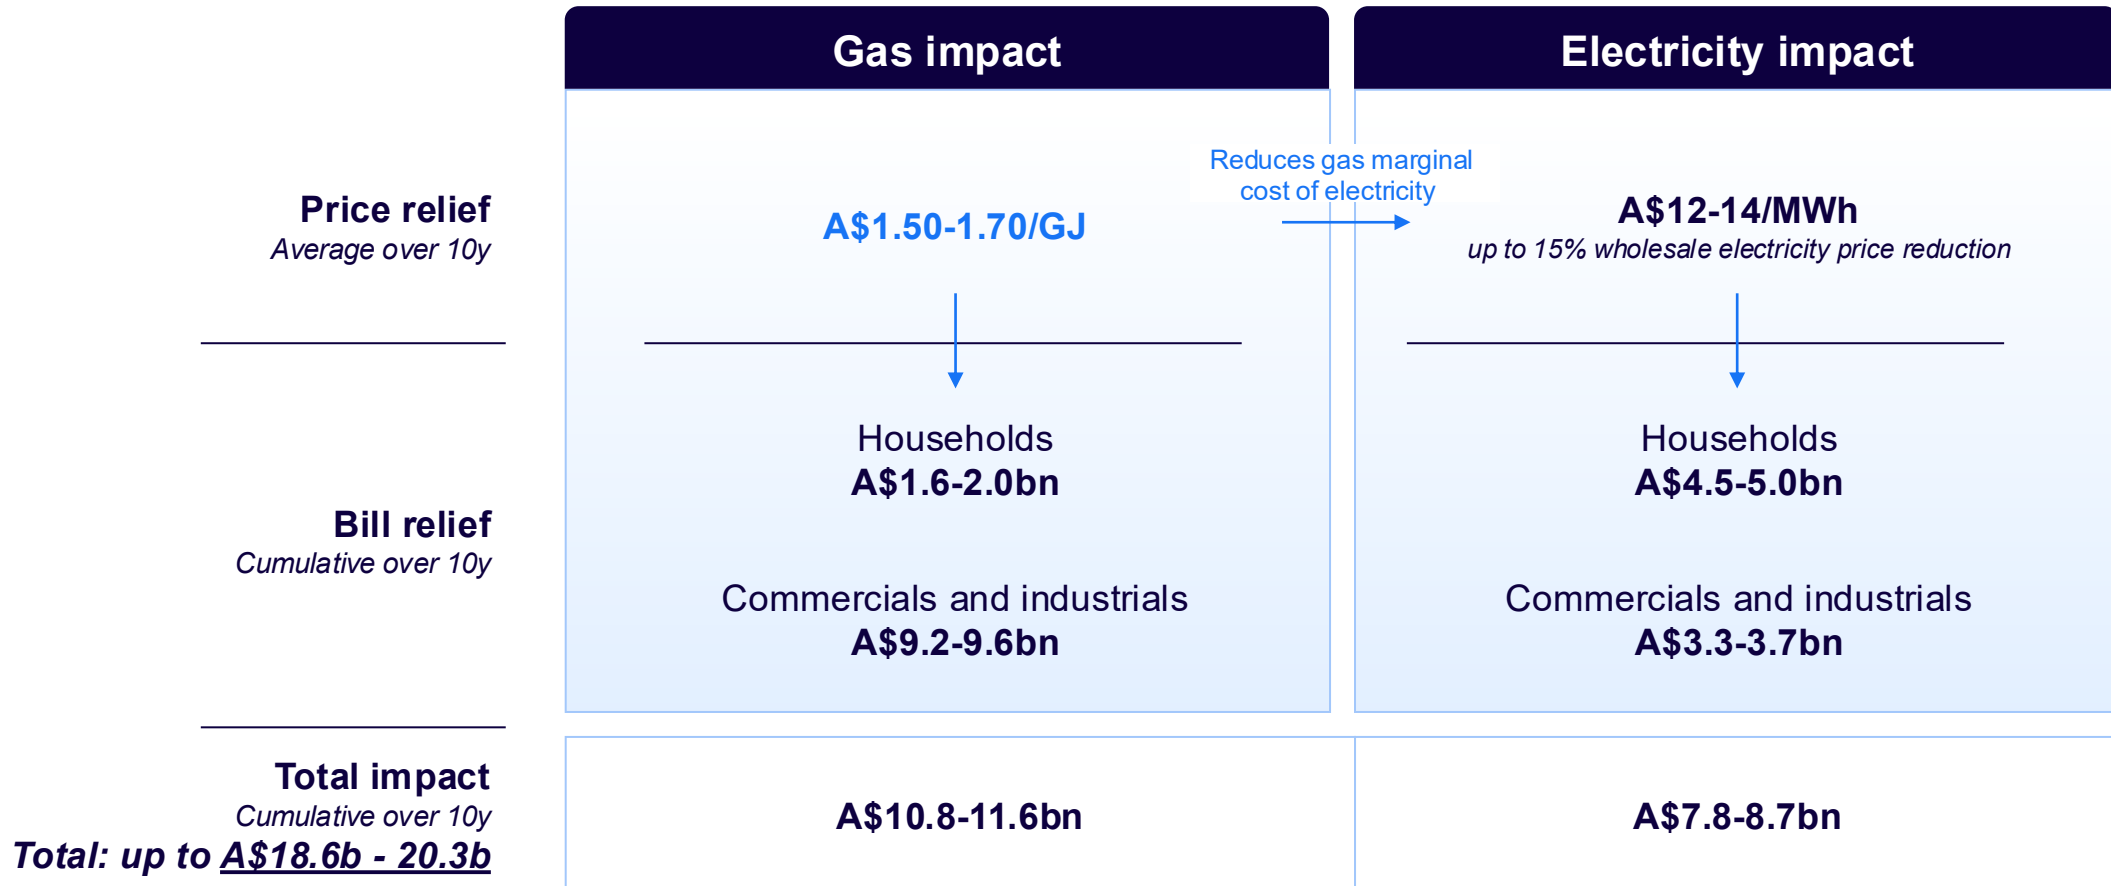 Gas impact
Electricity impact
Price relief
Average over 10y
A$1.50-1.70/GJ
Reduces gas marginal
cost of electricity
A$12-14/MWh
up to 15% wholesale electricity price reduction
Bill relief
Cumulative over 10y
Households
A$1.6-2.0bn
Commercials and industrials
A$9.2-9.6bn
Households
A$4.5-5.0bn
Commercials and industrials
A$3.3-3.7bn
Total impact
Cumulative over 10y
Total: up to A$18.6b - 20.3b
A$10.8-11.6bn
A$7.8-8.7bn